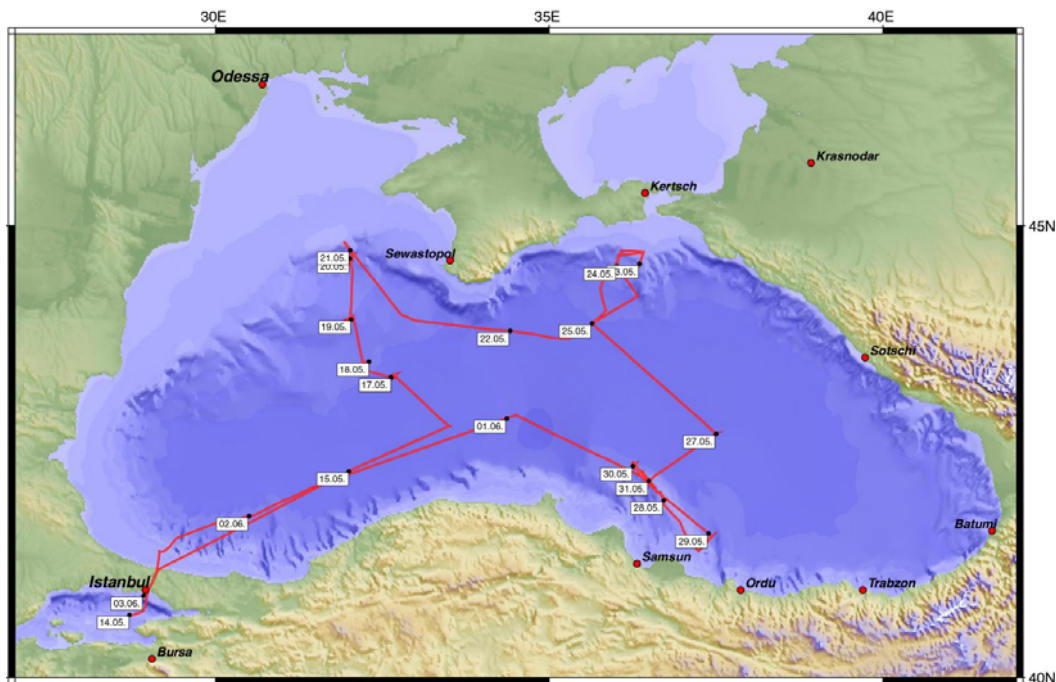 30E
35E
40E
Odessa
Krasnodar
Kertsch
45N
21.05.
20.05.
Sewastopol
24.05.
3.05.
19.05.
22.05.
25.05.
Sotschi
18.05.
17.05.
01.06.
27.05.
15.05.
30.05.
31.05.
28.05.
02.06.
29.05.
Batumi
Samsun
Istanbul
Ordu
Trabzon
03.06.
14.05.
Bursa
40N